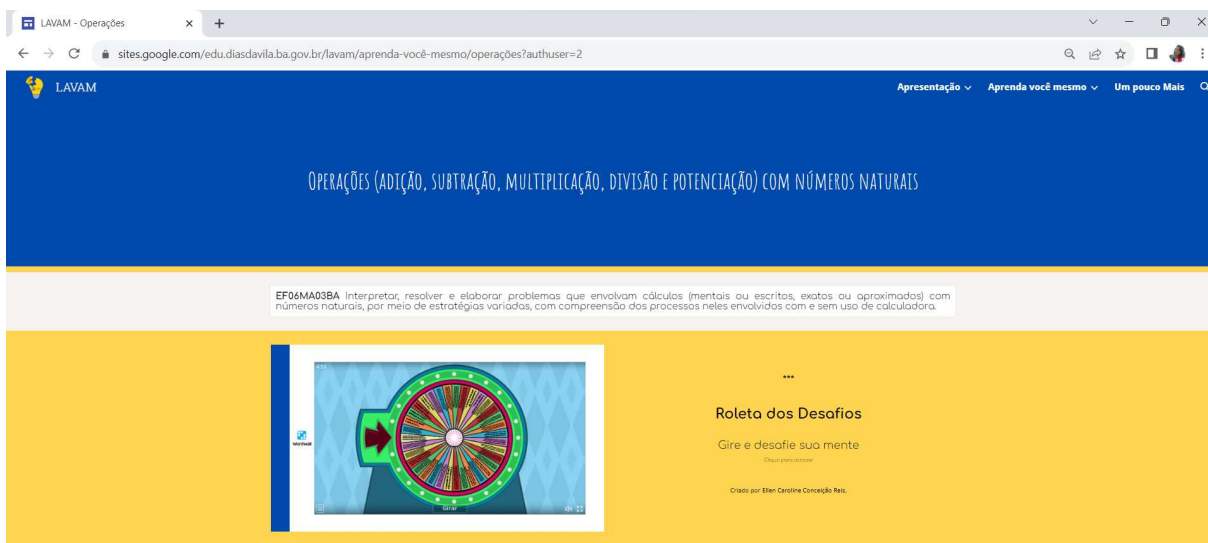 LAVAM - Operações
sites.google.com/edu.diasdavila.ba.gov.br/lavam/aprenda-você-mesmo/operações?authuser=2
LAVAM
Apresentação
Aprenda você mesmo
Um pouco Mais
Operações (adição, subtração, multiplicação, divisão e potenciação) com números naturais
EF06MA03BA Interpretar, resolver e elaborar problemas que envolvam cálculos (mentais ou escritos, exatos ou aproximados) com
números naturais, por meio de estratégias variadas, com compreensão dos processos neles envolvidos com e sem uso de calculadora.
Wordwall
Girar
***
Roleta dos Desafios
Gire e desafie sua mente
Clique para acessar
Criado por Ellen Caroline Conceição Reis.